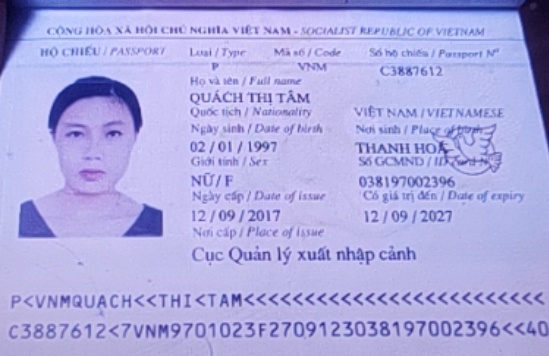 CỘNG HÒA XÃ HỘI CHỦ NGHĨA VIỆT NAM - SOCIALIST REPUBLIC OF VIETNAM
HỘ CHIẾU / PASSPORT Loại / Type Mã số / Code Số hộ chiếu / Passport Nº
P VNM C3887612
Họ và tên / Full name
QUÁCH THỊ TÂM
Quốc tịch / Nationality VIỆT NAM / VIETNAMESE
Ngày sinh / Date of birth Nơi sinh / Place of birth
02 / 01 / 1997 THANH HOÁ
Giới tính / Sex Số GCMND / ID card Nº
NỮ / F 038197002396
Ngày cấp / Date of issue Có giá trị đến / Date of expiry
12 / 09 / 2017 12 / 09 / 2027
Nơi cấp / Place of issue
Cục Quản lý xuất nhập cảnh
P<VNMQUACH<<THI<TAM<<<<<<<<<<<<<<<<<<<<<<<<<
C3887612<7VNM9701023F2709123038197002396<<40